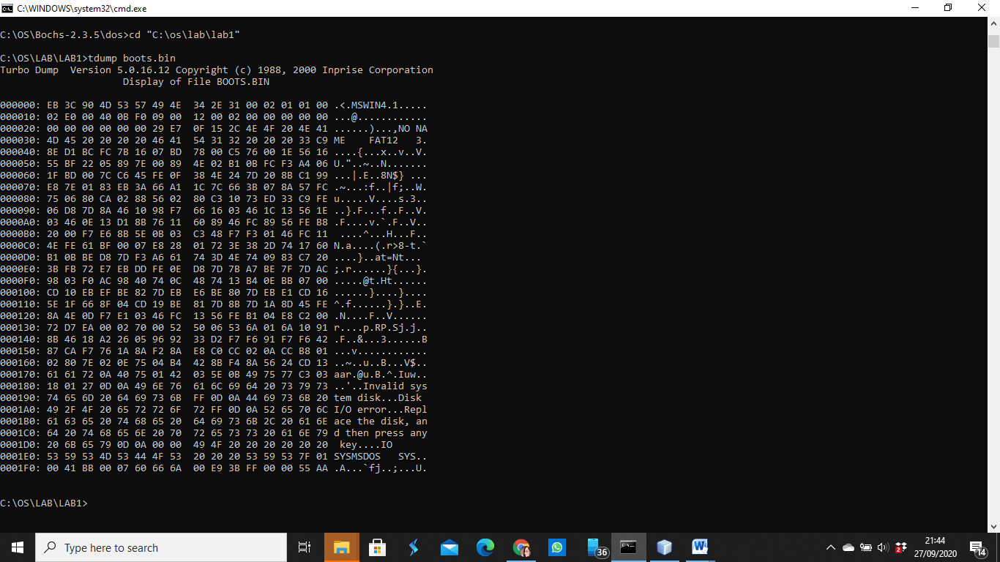 C:\WINDOWS\system32\cmd.exe
C:\OS\Bochs-2.3.5\dos>cd "C:\os\lab\lab1"
C:\OS\LAB\LAB1>tdump boots.bin
Turbo Dump  Version 5.0.16.12 Copyright (c) 1988, 2000 Inprise Corporation
                     Display of File BOOTS.BIN
000000: EB 3C 90 4D 53 57 49 4E  34 2E 31 00 02 01 01 00 .<.MSWIN4.1.....
000010: 02 E0 00 40 0B F0 09 00  12 00 02 00 00 00 00 00 ...@............
000020: 00 00 00 00 00 00 29 E7  0F 15 2C 4E 4F 20 4E 41 ......)...,NO NA
000030: 4D 45 20 20 20 20 46 41  54 31 32 20 20 20 33 C9 ME    FAT12   3.
000040: 8E D1 BC FC 7B 16 07 BD  78 00 C5 76 00 1E 56 16 ....{...x..v..V.
000050: 55 BF 22 05 89 7E 00 89  4E 02 B1 0B FC F3 A4 06 U."..~..N.......
000060: 1F BD 00 7C C6 45 FE 0F  38 4E 24 7D 20 8B C1 99 ...|.E..8N$} ...
000070: E8 7E 01 83 EB 3A 66 A1  1C 7C 66 3B 07 8A 57 FC .~...:f..|f;..W.
000080: 75 06 80 CA 02 88 56 02  80 C3 10 73 ED 33 C9 FE u.....V....s.3..
000090: 06 D8 7D 8A 46 10 98 F7  66 16 03 46 1C 13 56 1E ..}.F...f..F..V.
0000A0: 03 46 0E 13 D1 8B 76 11  60 89 46 FC 89 56 FE B8 .F....v.`.F..V..
0000B0: 20 00 F7 E6 8B 5E 0B 03  C3 48 F7 F3 01 46 FC 11  ....^...H...F..
0000C0: 4E FE 61 BF 00 07 E8 28  01 72 3E 38 2D 74 17 60 N.a....(.r>8-t.`
0000D0: B1 0B BE D8 7D F3 A6 61  74 3D 4E 74 09 83 C7 20 ....}..at=Nt...
0000E0: 3B FB 72 E7 EB DD FE 0E  D8 7D 7B A7 BE 7F 7D AC ;.r......}{...}.
0000F0: 98 03 F0 AC 98 40 74 0C  48 74 13 B4 0E BB 07 00 .....@t.Ht......
000100: CD 10 EB EF BE 82 7D EB  E6 BE 80 7D EB E1 CD 16 ......}....}....
000110: 5E 1F 66 8F 04 CD 19 BE  81 7D 8B 7D 1A 8D 45 FE ^.f......}.}..E.
000120: 8A 4E 0D F7 E1 03 46 FC  13 56 FE B1 04 E8 C2 00 .N....F..V......
000130: 72 D7 EA 00 02 70 00 52  50 06 53 6A 01 6A 10 91 r....p.RP.Sj.j..
000140: 8B 46 18 A2 26 05 96 92  33 D2 F7 F6 91 F7 F6 42 .F..&...3......B
000150: 87 CA F7 76 1A 8A F2 8A  E8 C0 CC 02 0A CC B8 01 ...v............
000160: 02 80 7E 02 0E 75 04 B4  42 8B F4 8A 56 24 CD 13 ..~..u..B...V$..
000170: 61 61 72 0A 40 75 01 42  03 5E 0B 49 75 77 C3 03 aar.@u.B.^.Iuw..
000180: 18 01 27 0D 0A 49 6E 76  61 6C 69 64 20 73 79 73 ..'..Invalid sys
000190: 74 65 6D 20 64 69 73 6B  FF 0D 0A 44 69 73 6B 20 tem disk...Disk
0001A0: 49 2F 4F 20 65 72 72 6F  72 FF 0D 0A 52 65 70 6C I/O error...Repl
0001B0: 61 63 65 20 74 68 65 20  64 69 73 6B 2C 20 61 6E ace the disk, an
0001C0: 64 20 74 68 65 6E 20 70  72 65 73 73 20 61 6E 79 d then press any
0001D0: 20 6B 65 79 0D 0A 00 00  49 4F 20 20 20 20 20 20  key....IO
0001E0: 53 59 53 4D 53 44 4F 53  20 20 20 53 59 53 7F 01 SYSMSDOS   SYS..
0001F0: 00 41 BB 00 07 60 66 6A  00 E9 3B FF 00 00 55 AA .A...`fj..;...U.
C:\OS\LAB\LAB1>
Type here to search
36
2
21:44
27/09/2020
14